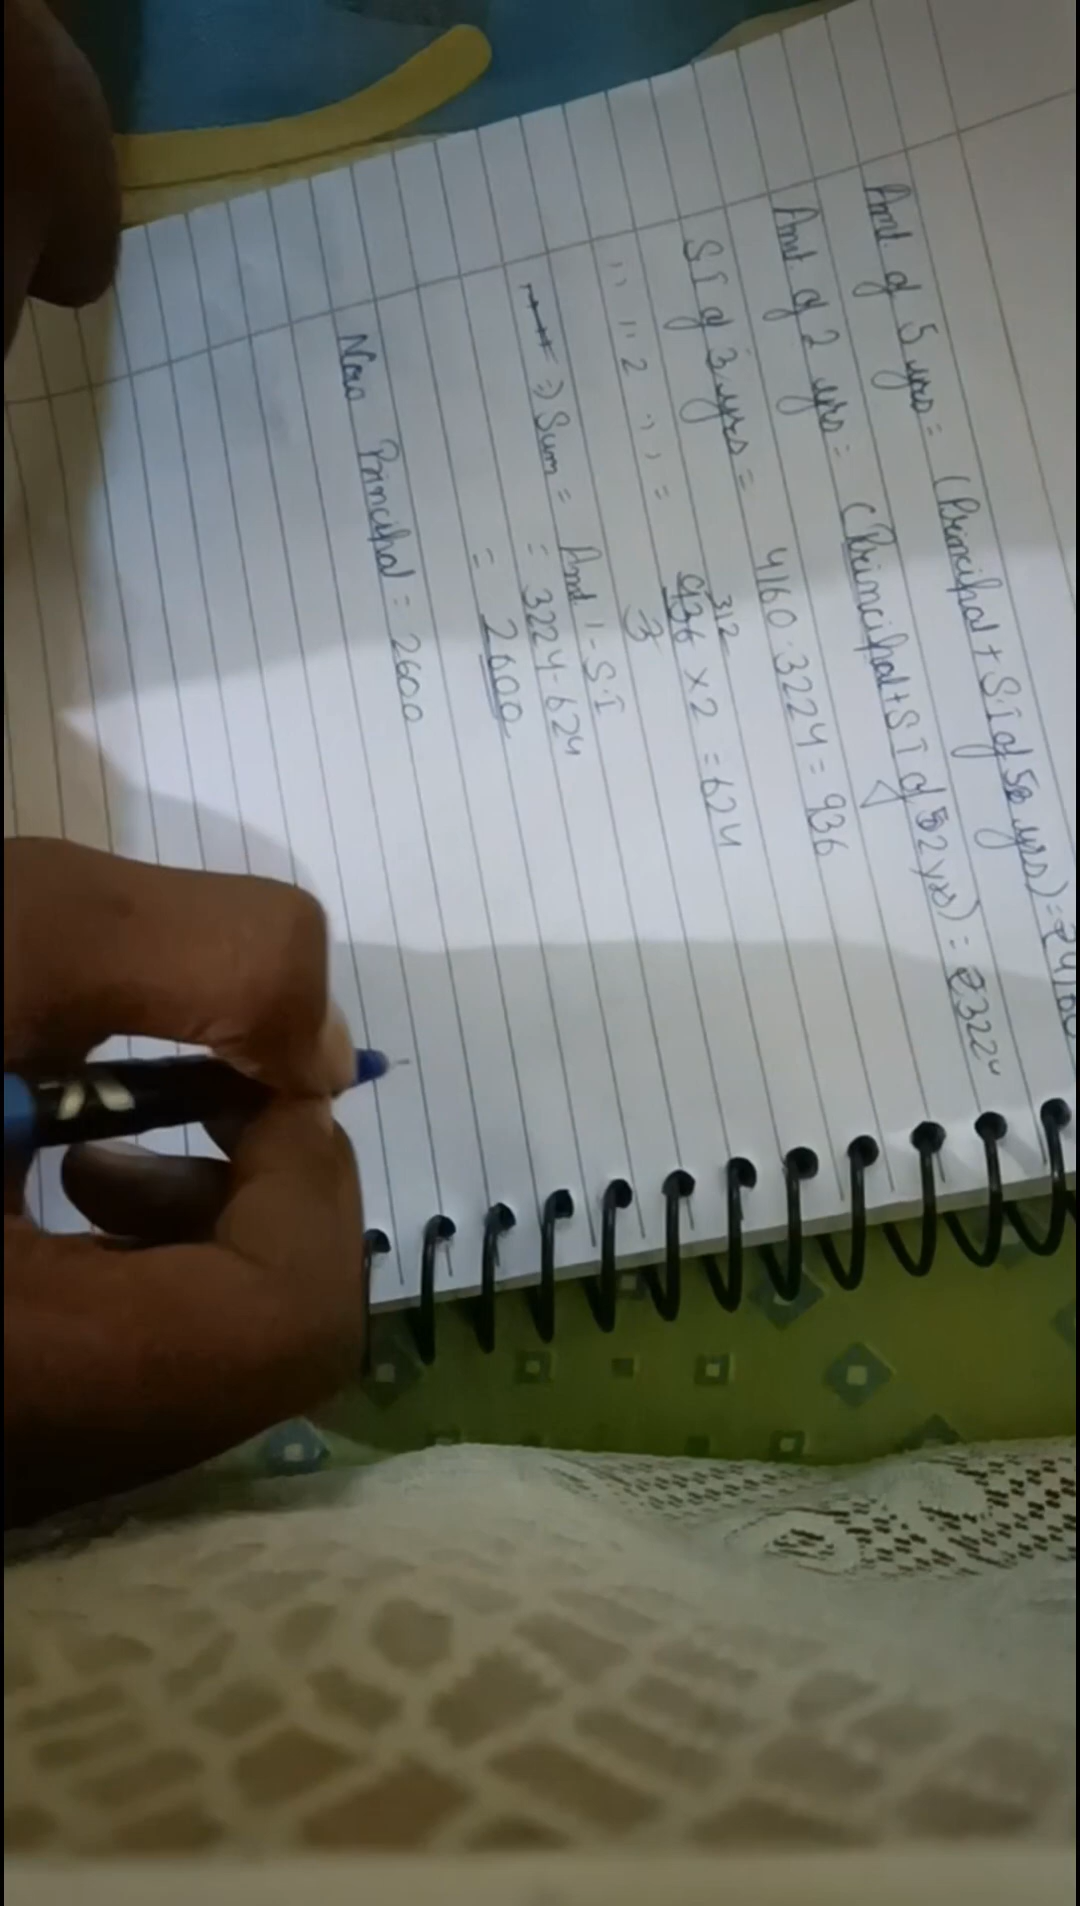 Amt. of 5 yrs = (Principal + S.I of 5 yrs) = 4160
Amt. of 2 yrs = (Principal + S I of 2 yrs) = 3224
S I of 3 yrs = 4160 - 3224 = 936
312
" " 2 " " = 936 × 2 = 624
3
=) Sum = Amt. - S.I
= 3224 - 624
= 2600
Now Principal = 2600